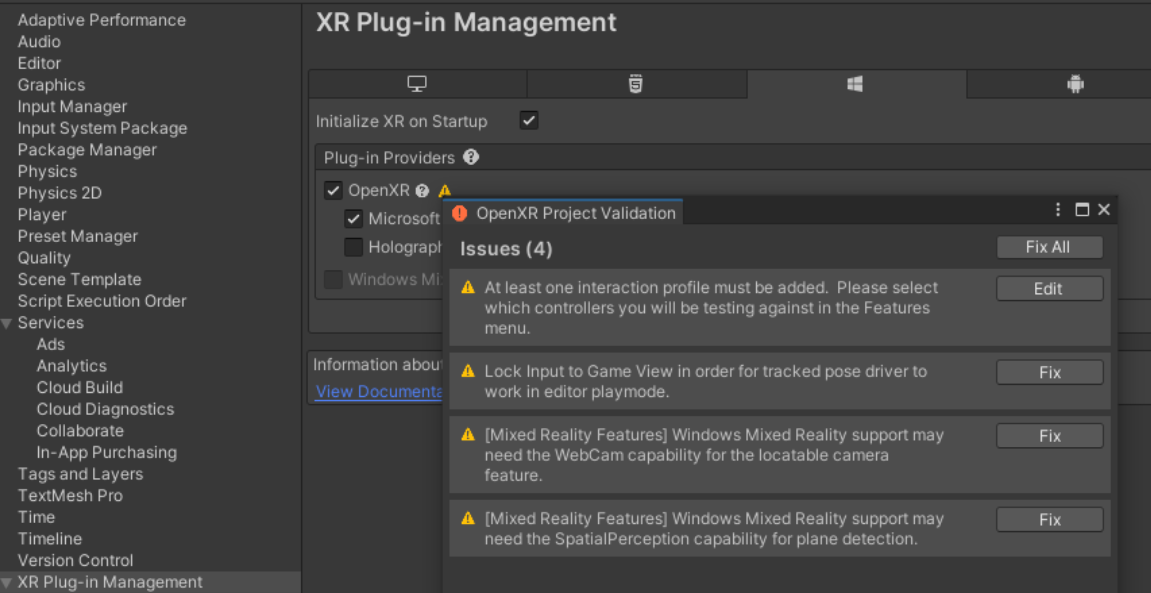 Adaptive Performance
Audio
Editor
Graphics
Input Manager
Input System Package
Package Manager
Physics
Physics 2D
Player
Preset Manager
Quality
Scene Template
Script Execution Order
Services
Ads
Analytics
Cloud Build
Cloud Diagnostics
Collaborate
In-App Purchasing
Tags and Layers
TextMesh Pro
Time
Timeline
Version Control
XR Plug-in Management
XR Plug-in Management
5
Initialize XR on Startup
Plug-in Providers ?
OpenXR ?
Microsoft
Holograph
Windows Mi
Information about
View Documenta
OpenXR Project Validation
Issues (4)
Fix All
At least one interaction profile must be added. Please select
which controllers you will be testing against in the Features
menu.
Edit
Lock Input to Game View in order for tracked pose driver to
work in editor playmode.
Fix
[Mixed Reality Features] Windows Mixed Reality support may
need the WebCam capability for the locatable camera
feature.
Fix
[Mixed Reality Features] Windows Mixed Reality support may
need the SpatialPerception capability for plane detection.
Fix